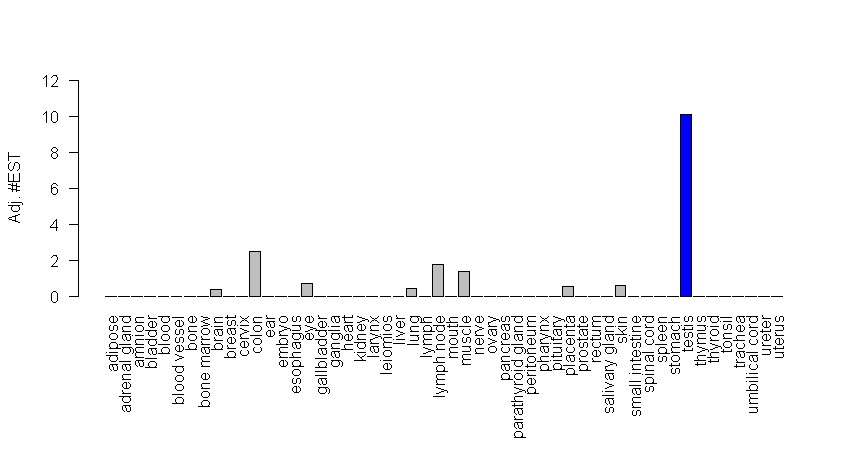 12
10
8
6
4
2
0
Adj. #EST
adipose
adrenal gland
amnion
bladder
blood
blood vessel
bone
bone marrow
brain
breast
cervix
colon
ear
embryo
esophagus
eye
gallbladder
ganglia
heart
kidney
larynx
leiomios
liver
lung
lymph
lymph node
mouth
muscle
nerve
ovary
pancreas
parathyroid gland
peritoneum
pharynx
pituitary
placenta
prostate
rectum
salivary gland
skin
small intestine
spinal cord
spleen
stomach
testis
thymus
thyroid
tonsil
trachea
umbilical cord
ureter
uterus